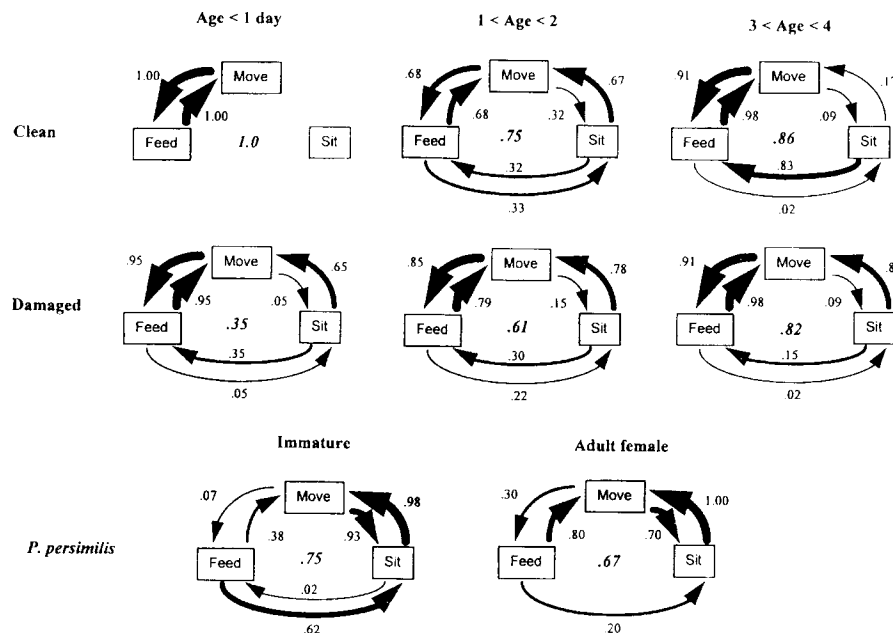 Age < 1 day
1 < Age < 2
3 < Age < 4
Clean
1.00
Move
1.00
Feed
1.0
Sit
.68
Move
.67
.68
.32
Feed
.75
Sit
.32
.33
.91
Move
.17
.98
.09
Feed
.86
Sit
.83
.02
Damaged
.95
Move
.65
.95
.05
Feed
.35
Sit
.35
.05
.85
Move
.78
.79
.15
Feed
.61
Sit
.30
.22
.91
Move
.8
.98
.09
Feed
.82
Sit
.15
.02
Immature
Adult female
P. persimilis
.07
Move
.98
.38
.93
Feed
.75
Sit
.02
.62
.30
Move
1.00
.80
.70
Feed
.67
Sit
.20